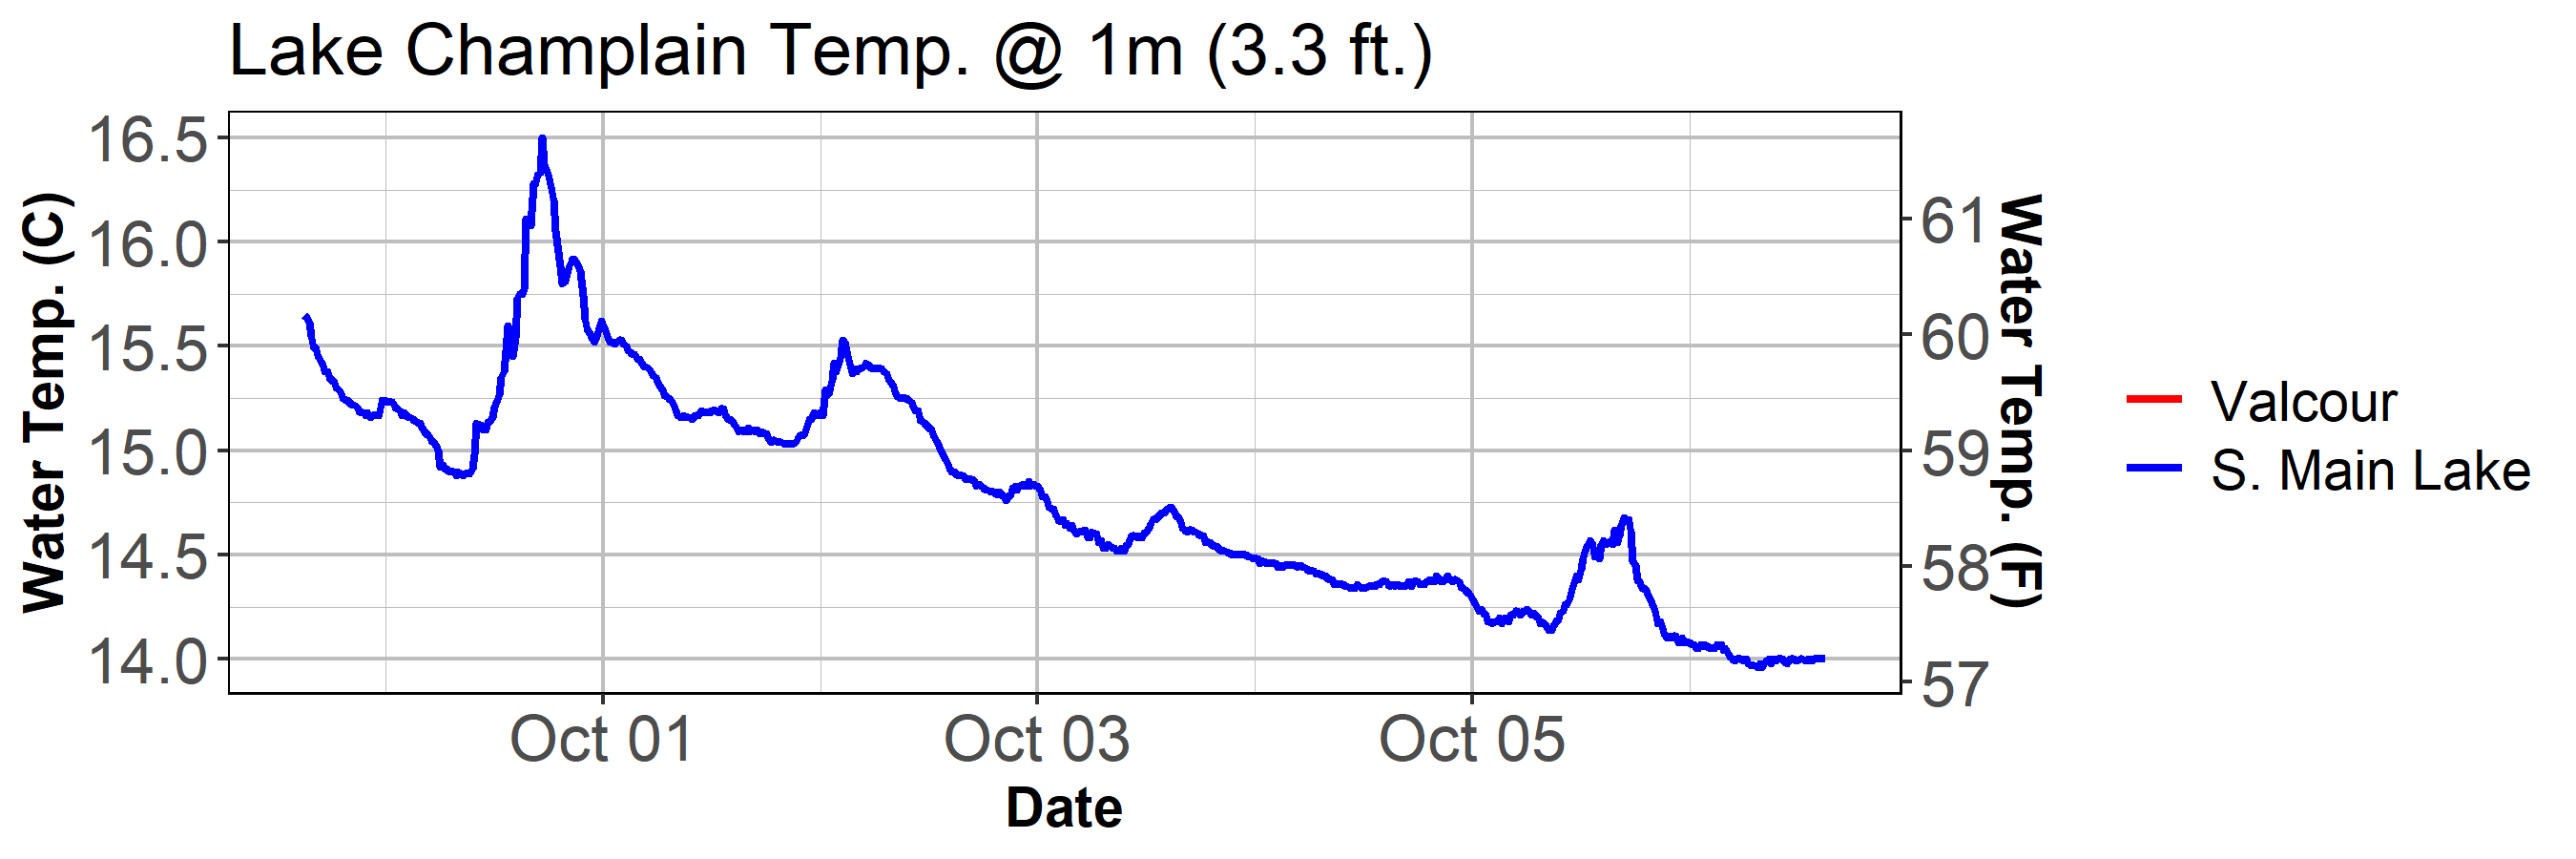 Lake Champlain Temp. @ 1m (3.3 ft.)
Water Temp. (C)
16.5
16.0
15.5
15.0
14.5
14.0
61
60
59
58
57
Water Temp. (F)
Oct 01
Oct 03
Oct 05
Date
Valcour
S. Main Lake